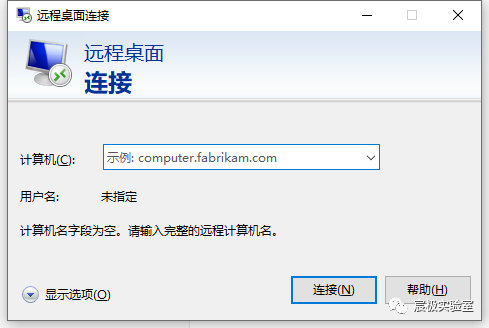 远程桌面连接
远程桌面
连接
计算机(C):
示例: computer.fabrikam.com
用户名:
未指定
计算机名字段为空。请输入完整的远程计算机名。
显示选项(O)
连接(N)
帮助(H)
宸极实验室